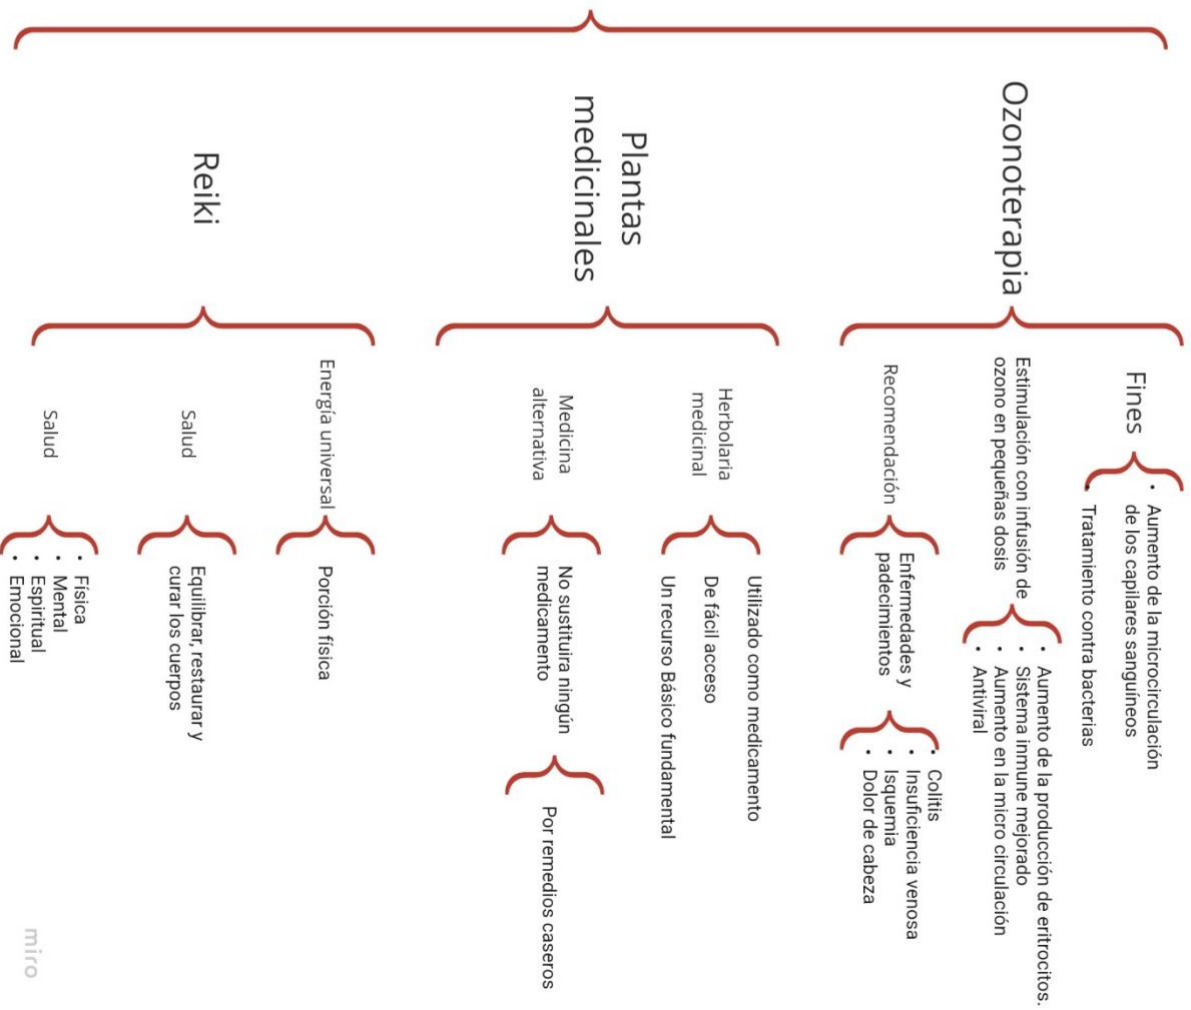 Ozonoterapia
Fines
• Aumento de la microcirculación
de los capilares sanguíneos
• Tratamiento contra bacterias
Estimulación con infusión de
ozono en pequeñas dosis
• Aumento de la producción de eritrocitos.
• Sistema inmune mejorado
• Aumento en la micro circulación
• Antiviral
Recomendación
Enfermedades y
padecimientos
• Colitis
• Insuficiencia venosa
• Isquemia
• Dolor de cabeza
Plantas
medicinales
Herbolaria
medicinal
Utilizado como medicamento
De fácil acceso
Un recurso Básico fundamental
Medicina
alternativa
No sustituira ningún
medicamento
Por remedios caseros
Reiki
Energía universal
Porción física
Salud
Equilibrar, restaurar y
curar los cuerpos
Salud
• Física
• Mental
• Espiritual
• Emocional
miro